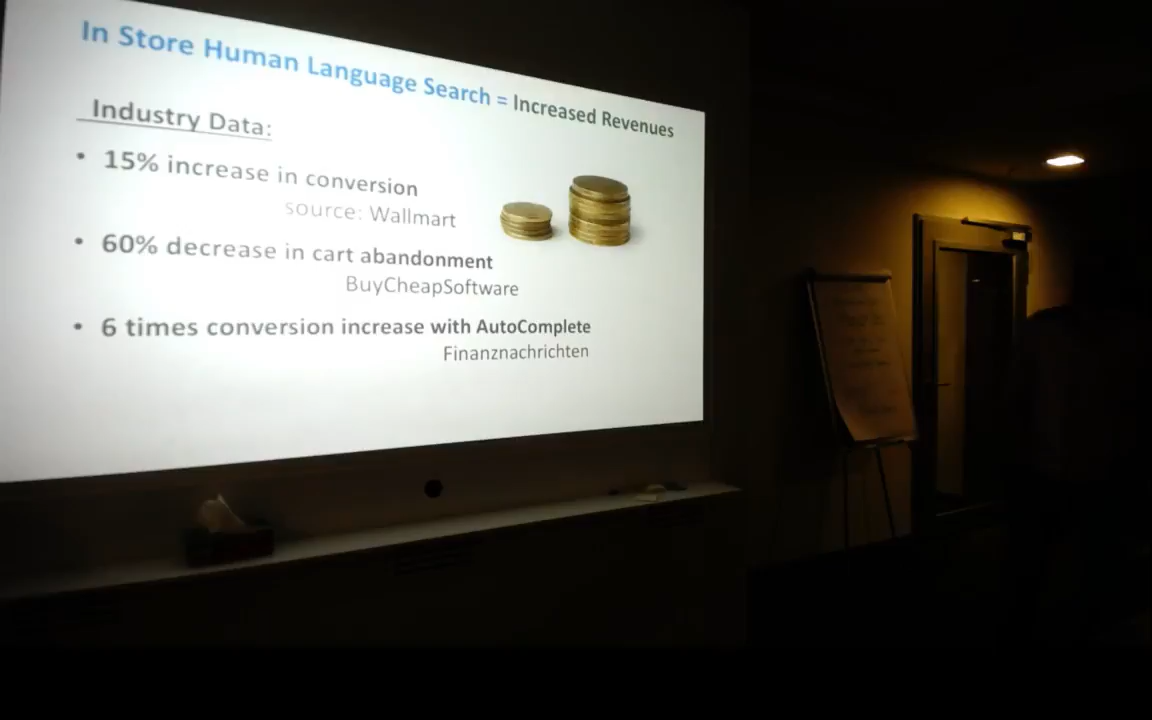 In Store Human Language Search = Increased Revenues
Industry Data:
• 15% increase in conversion
source: Wallmart
• 60% decrease in cart abandonment
BuyCheapSoftware
• 6 times conversion increase with AutoComplete
Finanznachrichten